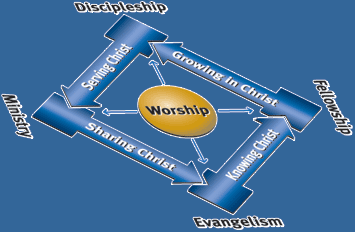 Discipleship
Serving Christ
Growing in Christ
Fellowship
Ministry
Worship
Sharing Christ
Knowing Christ
Evangelism